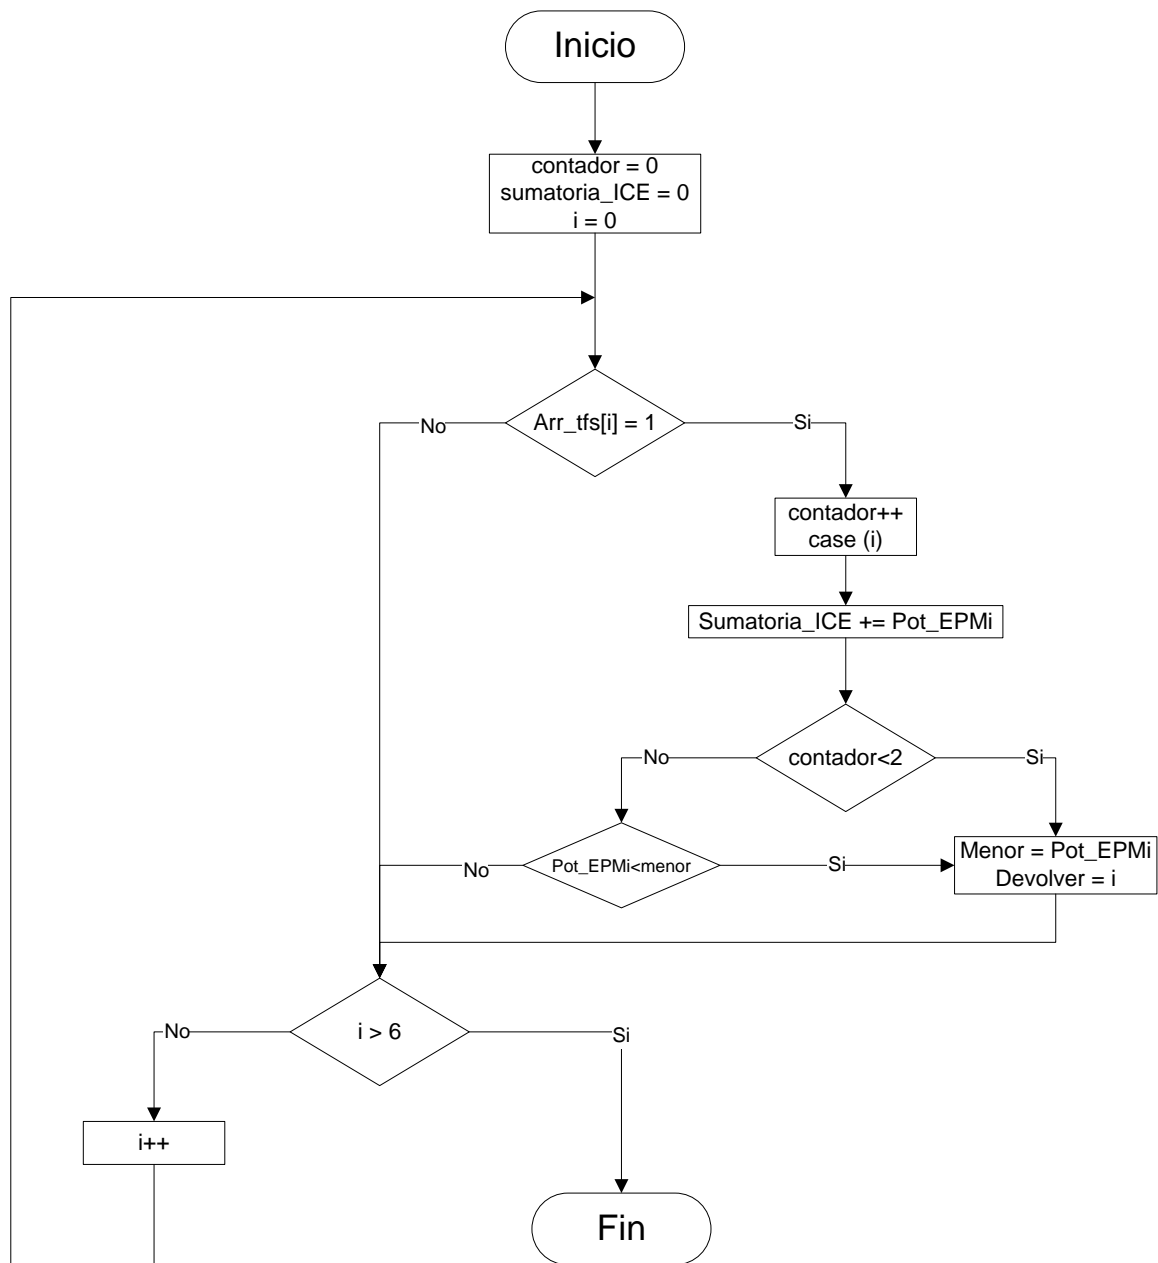 Inicio
contador = 0
sumatoria_ICE = 0
i = 0
Arr_tfs[i] = 1
No
Si
contador++
case (i)
Sumatoria_ICE += Pot_EPMi
contador<2
No
Si
Pot_EPMi<menor
No
Si
Menor = Pot_EPMi
Devolver = i
i > 6
No
Si
i++
Fin